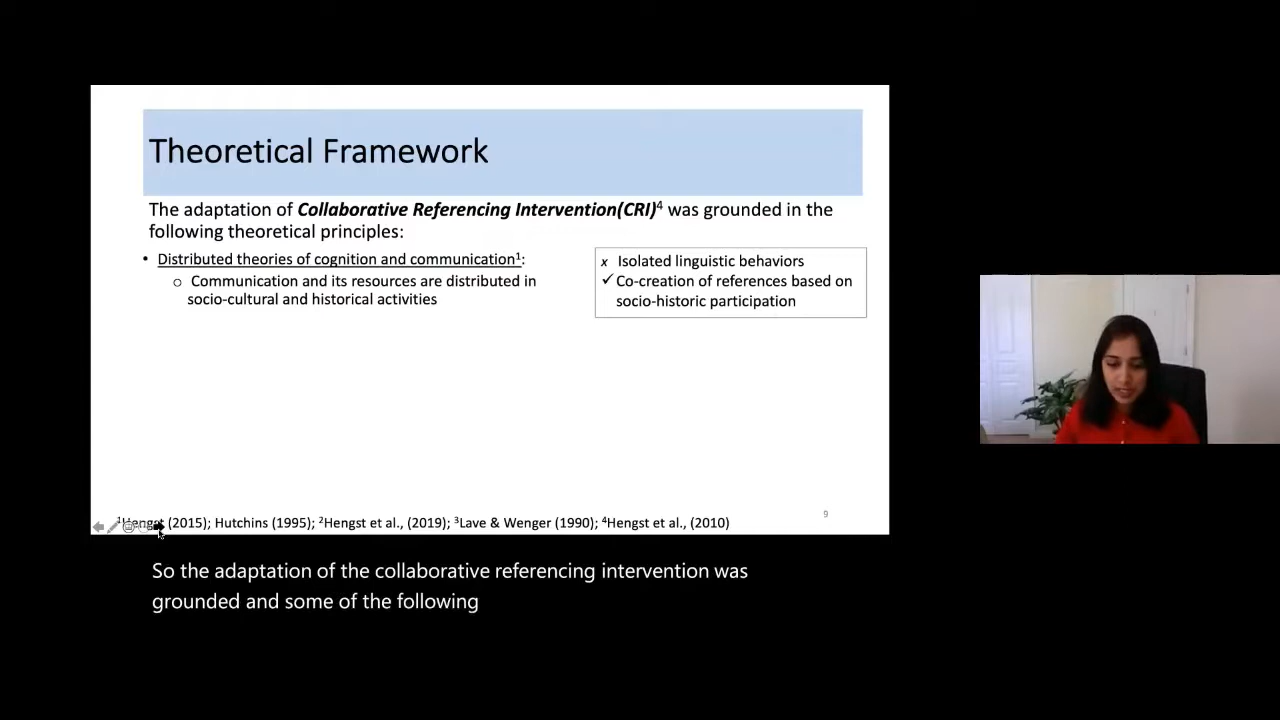 Theoretical Framework
The adaptation of Collaborative Referencing Intervention(CRI)⁴ was grounded in the
following theoretical principles:
• Distributed theories of cognition and communication¹:
o Communication and its resources are distributed in
socio-cultural and historical activities
x Isolated linguistic behaviors
✓ Co-creation of references based on
socio-historic participation
¹Hengst (2015); Hutchins (1995); ²Hengst et al., (2019); ³Lave & Wenger (1990); ⁴Hengst et al., (2010)
9
So the adaptation of the collaborative referencing intervention was
grounded and some of the following